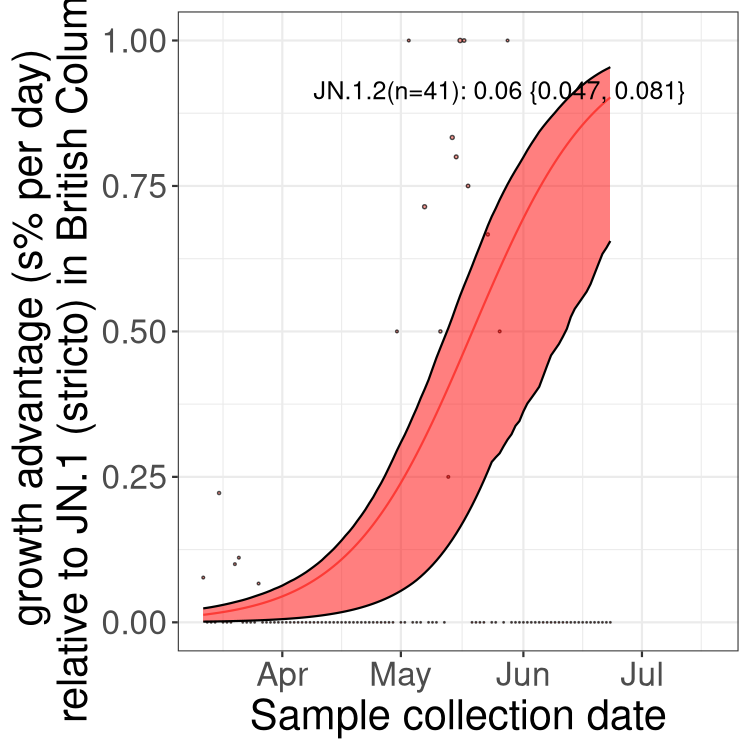 growth advantage (s% per day)
relative to JN.1 (stricto) in British Colum
1.00
0.75
0.50
0.25
0.00
JN.1.2(n=41): 0.06 {0.047, 0.081}
Apr May Jun Jul
Sample collection date